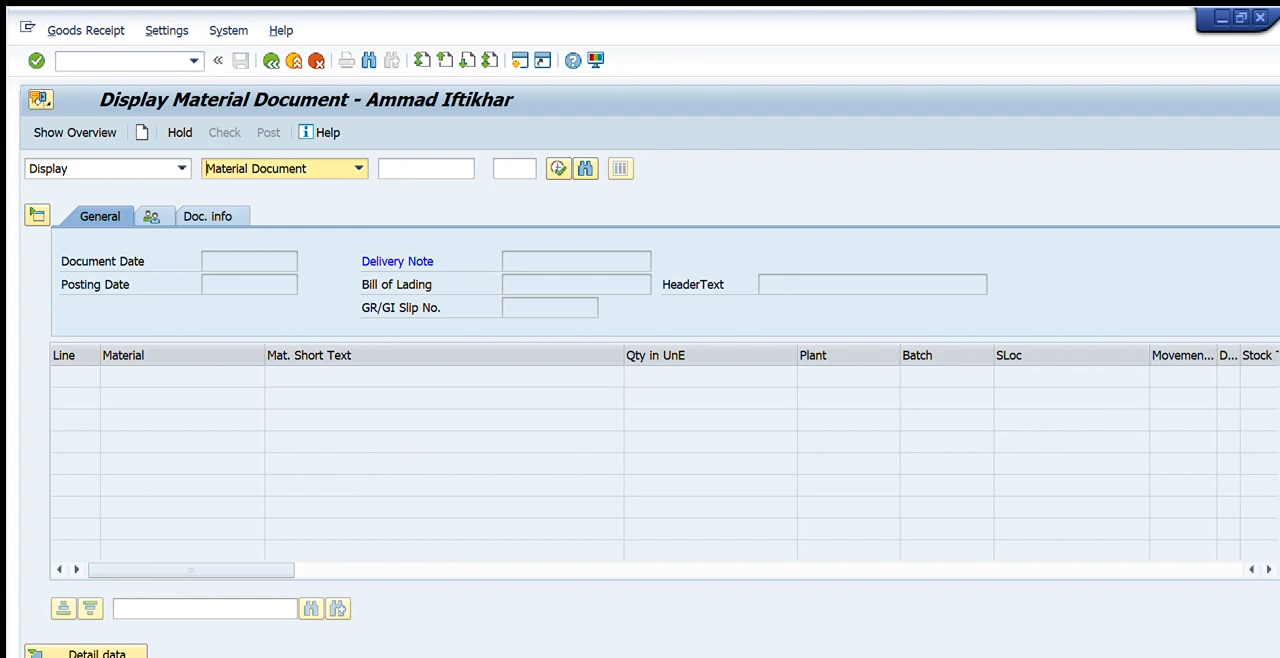 Goods Receipt Settings System Help
Display Material Document - Ammad Iftikhar
Show Overview Hold Check Post Help
Display Material Document
General Doc. info
Document Date Delivery Note
Posting Date Bill of Lading HeaderText
GR/GI Slip No.
Line Material Mat. Short Text Qty in UnE Plant Batch SLoc Movemen... D... Stock
Detail data